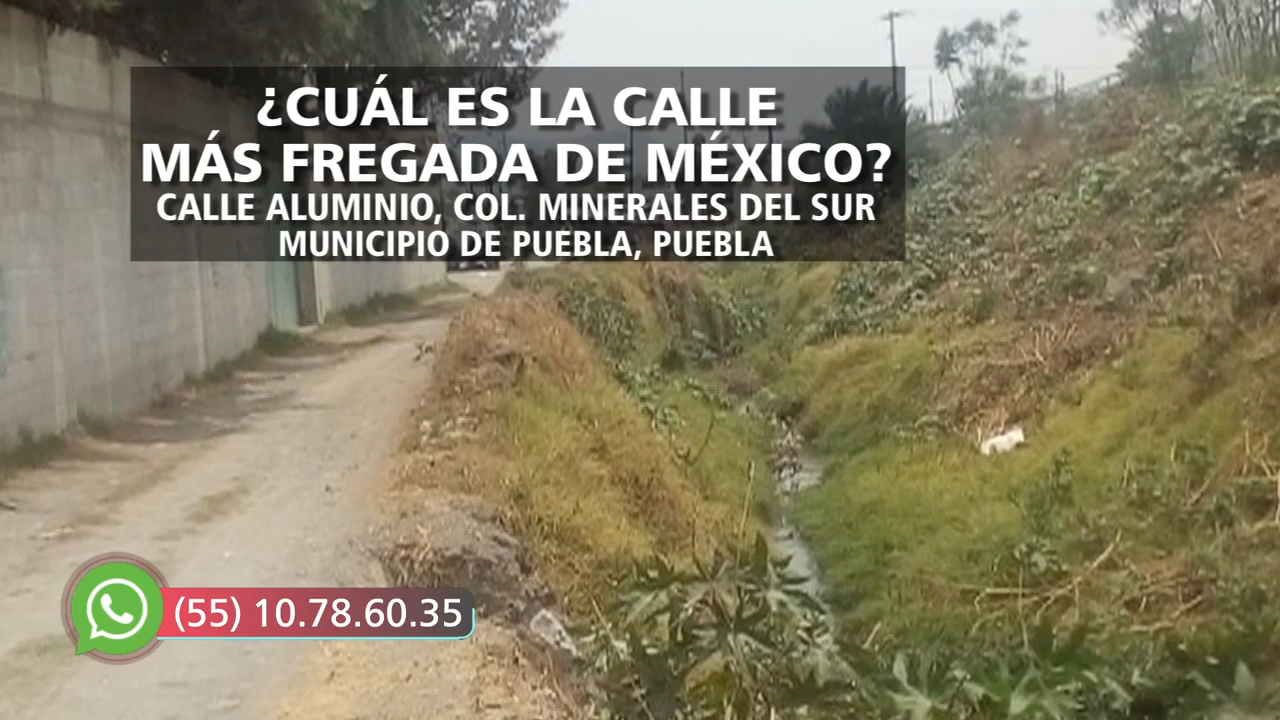 ¿CUÁL ES LA CALLE
MÁS FREGADA DE MÉXICO?
CALLE ALUMINIO, COL. MINERALES DEL SUR
MUNICIPIO DE PUEBLA, PUEBLA
(55) 10.78.60.35